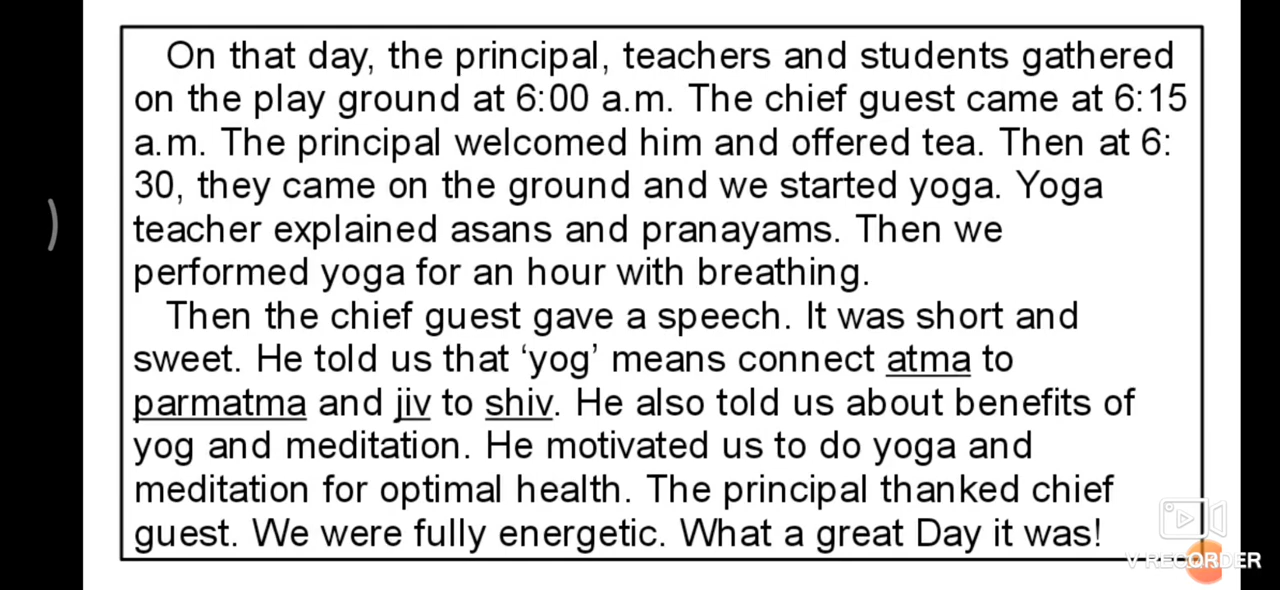 On that day, the principal, teachers and students gathered
on the play ground at 6:00 a.m. The chief guest came at 6:15
a.m. The principal welcomed him and offered tea. Then at 6:
30, they came on the ground and we started yoga. Yoga
teacher explained asans and pranayams. Then we
performed yoga for an hour with breathing.
Then the chief guest gave a speech. It was short and
sweet. He told us that ‘yog’ means connect atma to
parmatma and jiv to shiv. He also told us about benefits of
yog and meditation. He motivated us to do yoga and
meditation for optimal health. The principal thanked chief
guest. We were fully energetic. What a great Day it was!
V RECORDER